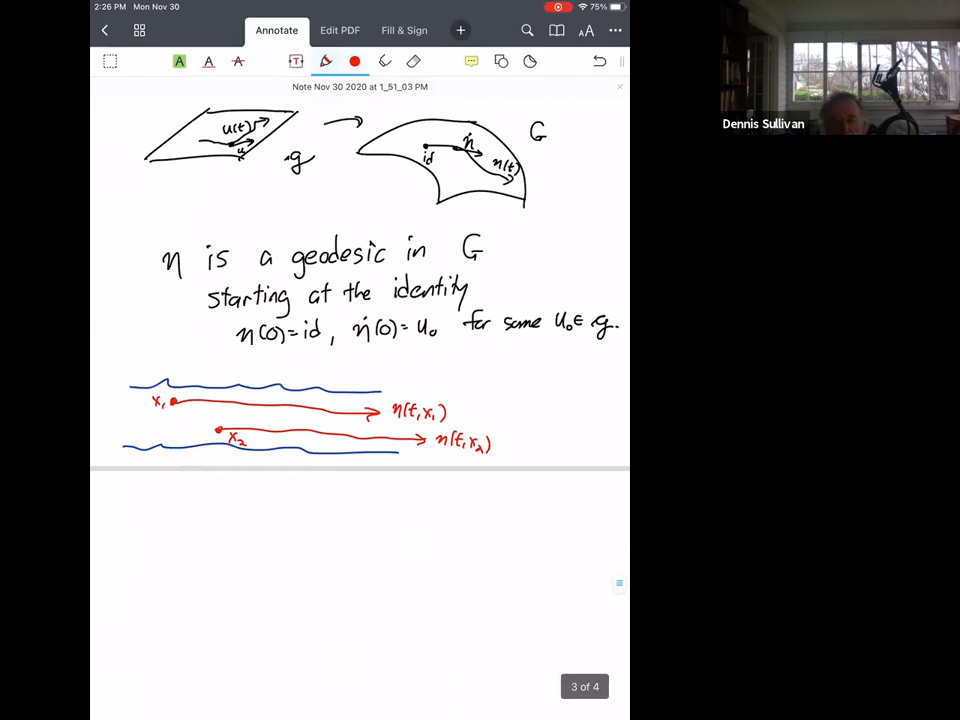 2:26 PM Mon Nov 30
75%
Annotate
Edit PDF
Fill & Sign
AA
A A A T
Note Nov 30 2020 at 1_51_03 PM
Dennis Sullivan
u(t)
u̇
g
id
η̇
η(t)
G
η is a geodesic in G
starting at the identity
η(0)=id, η̇(0)=u₀ for some u₀∈ g.
x₁
η(t,x₁)
x₂
η(t,x₂)
3 of 4